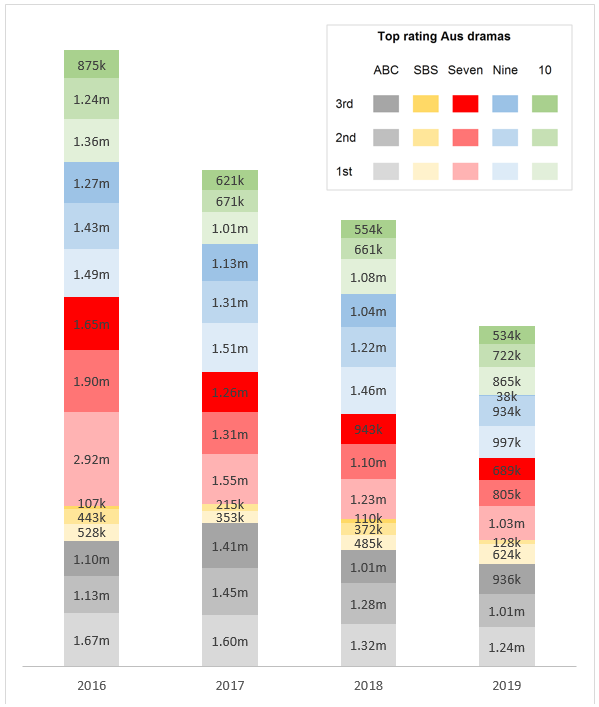 Top rating Aus dramas
ABC SBS Seven Nine 10
3rd
2nd
1st
875k
1.24m
1.36m
1.27m
1.43m
1.49m
1.65m
1.90m
2.92m
107k
443k
528k
1.10m
1.13m
1.67m
621k
671k
1.01m
1.13m
1.31m
1.51m
1.26m
1.31m
1.55m
215k
353k
1.41m
1.45m
1.60m
554k
661k
1.08m
1.04m
1.22m
1.46m
943k
1.10m
1.23m
110k
372k
485k
1.01m
1.28m
1.32m
534k
722k
865k
38k
934k
997k
689k
805k
1.03m
128k
624k
936k
1.01m
1.24m
2016 2017 2018 2019